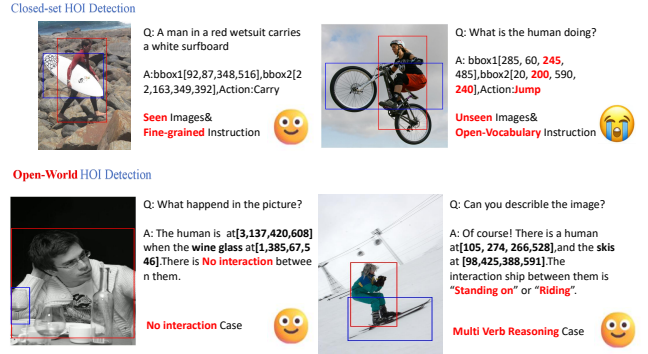 Closed-set HOI Detection
Q: A man in a red wetsuit carries
a white surfboard
A:bbox1[92,87,348,516],bbox2[2
2,163,349,392],Action:Carry
Seen Images&
Fine-grained Instruction
Q: What is the human doing?
A: bbox1[285, 60, 245,
485],bbox2[20, 200, 590,
240],Action:Jump
Unseen Images&
Open-Vocabulary Instruction
Open-World HOI Detection
Q: What happend in the picture?
A: The human is at[3,137,420,608]
when the wine glass at[1,385,67,5
46].There is No interaction betwee
n them.
No interaction Case
Q: Can you describle the image?
A: Of course! There is a human
at[105, 274, 266,528],and the skis
at [98,425,388,591].The
interaction ship between them is
“Standing on” or “Riding”.
Multi Verb Reasoning Case